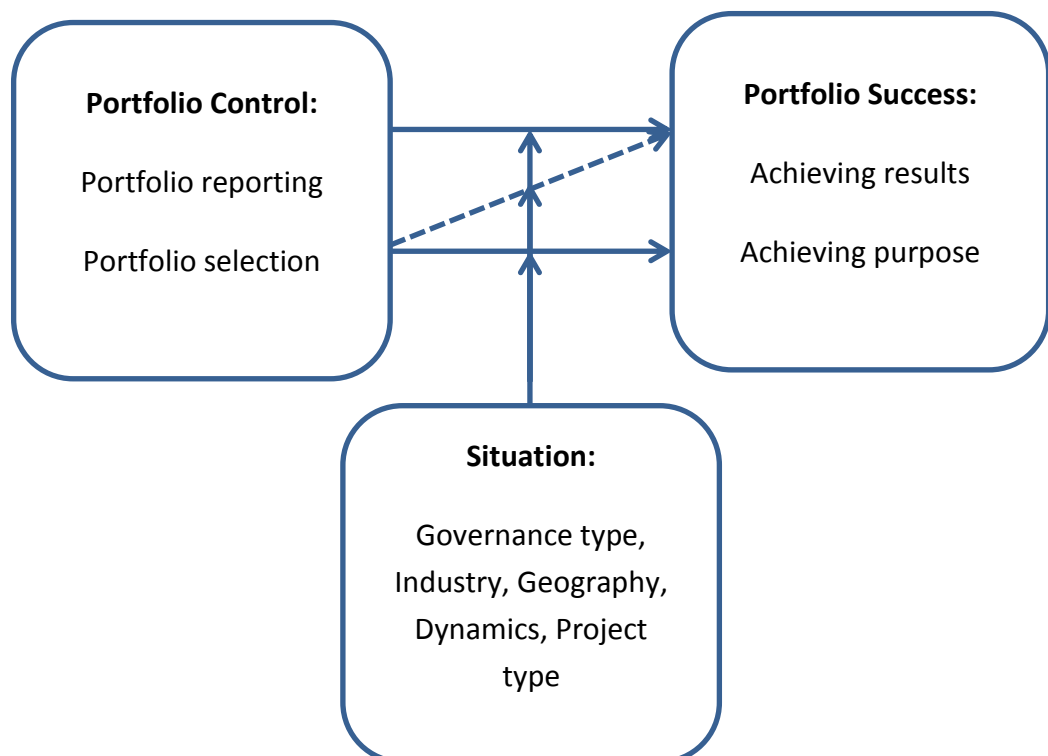 Portfolio Control:
Portfolio reporting
Portfolio selection
Portfolio Success:
Achieving results
Achieving purpose
Situation:
Governance type,
Industry, Geography,
Dynamics, Project
type